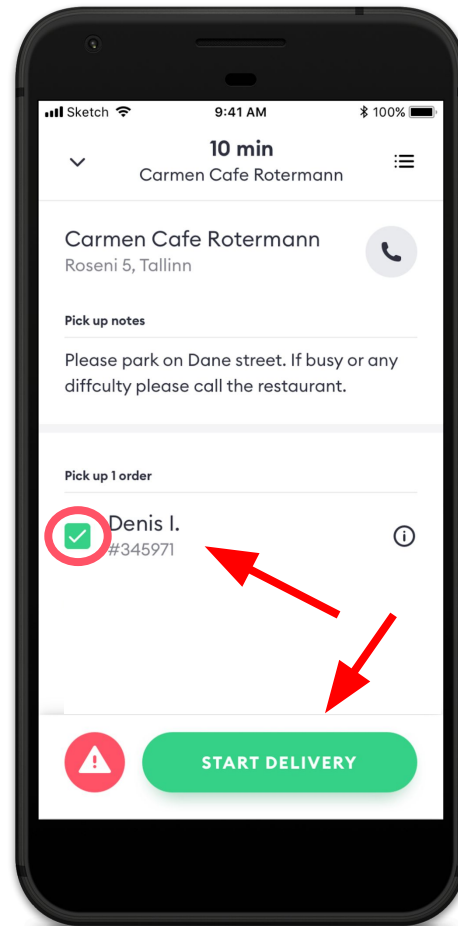 Sketch 9:41 AM 100%
10 min
Carmen Cafe Rotermann
Carmen Cafe Rotermann
Roseni 5, Tallinn
Pick up notes
Please park on Dane street. If busy or any
diffculty please call the restaurant.
Pick up 1 order
Denis I.
#345971
START DELIVERY